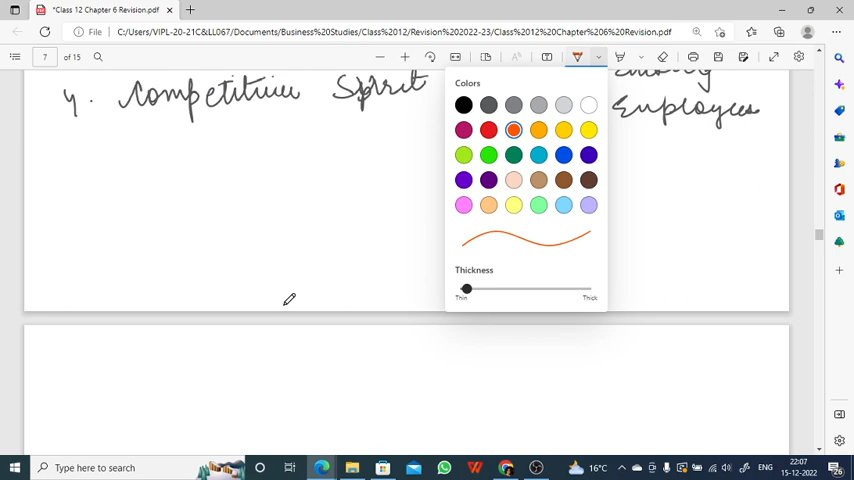 *Class 12 Chapter 6 Revision.pdf
File
C:/Users/VIPL-20-21C&LL067/Documents/Business%20Studies/Class%2012/Revision%202022-23/Class%2012%20Chapter%206%20Revision.pdf
7 of 15
among
4. Competitive Spirit
Employees
Colors
Thickness
Thin Thick
Type here to search
16°C
ENG
22:07
15-12-2022
26